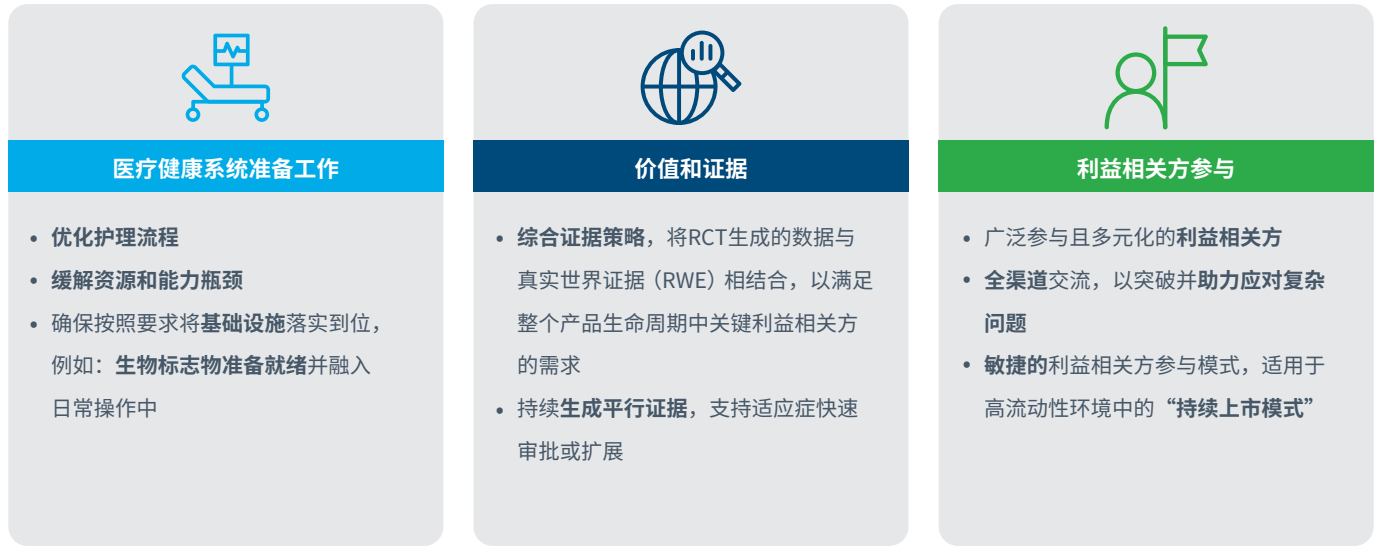 医疗健康系统准备工作
• 优化护理流程
• 缓解资源和能力瓶颈
• 确保按照要求将基础设施落实到位，
例如：生物标志物准备就绪并融入
日常操作中
价值和证据
• 综合证据策略，将RCT生成的数据与
真实世界证据（RWE）相结合，以满足
整个产品生命周期中关键利益相关方
的需求
• 持续生成平行证据，支持适应症快速
审批或扩展
利益相关方参与
• 广泛参与且多元化的利益相关方
• 全渠道交流，以突破并助力应对复杂
问题
• 敏捷的利益相关方参与模式，适用于
高流动性环境中的“持续上市模式”